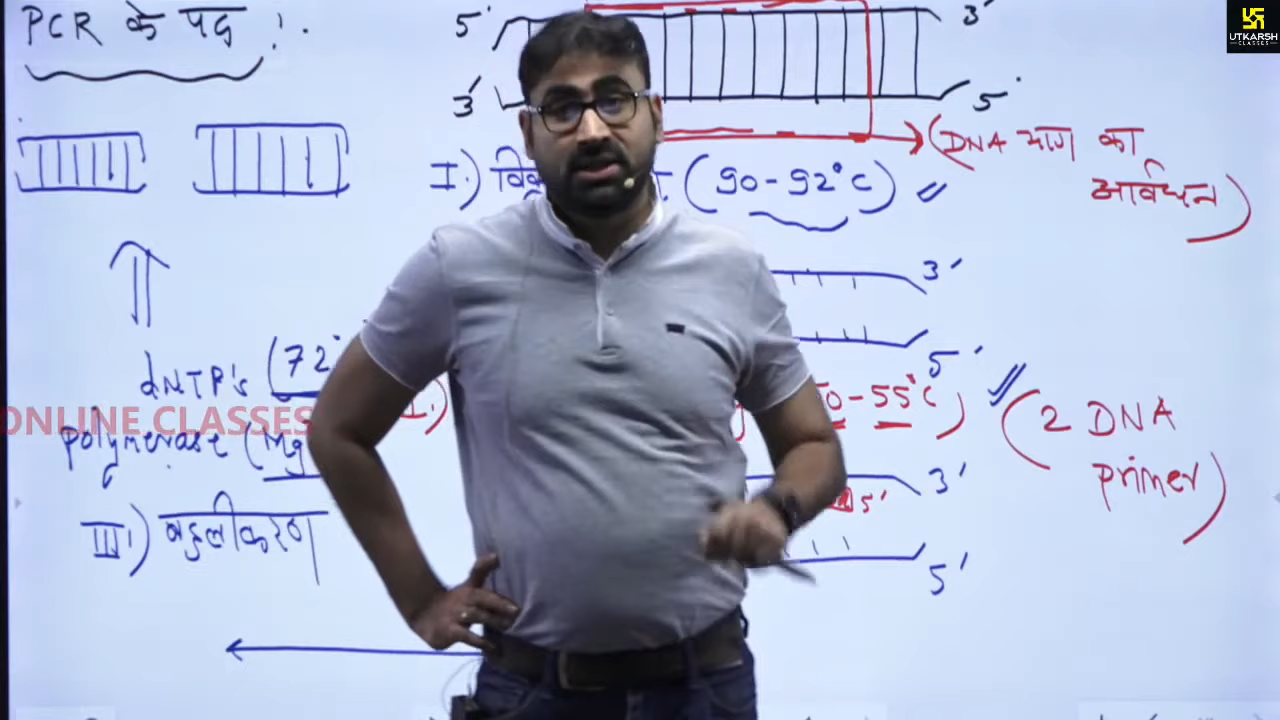 PCR के पद :.
5' 3'
3' 5'
UTKARSH
CLASSES
(DNA भाग का
आवर्धन)
I.) (90-92°C)
3'
5'
dNTP's (72°
50-55°C) (2 DNA
primer)
ONLINE CLASSES
polymerase (Mg
3'
5'
III.) बहुलीकरण
5'